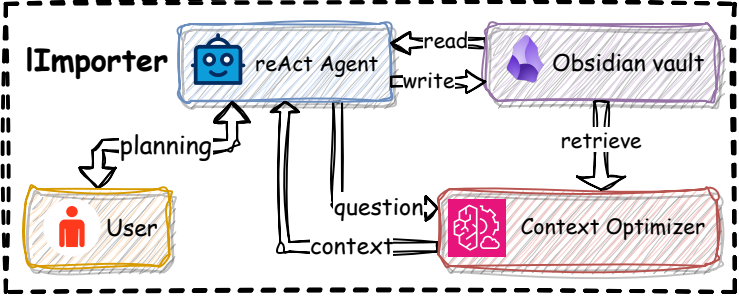 lImporter
reAct Agent
read
write
Obsidian vault
planning
retrieve
User
question
context
Context Optimizer